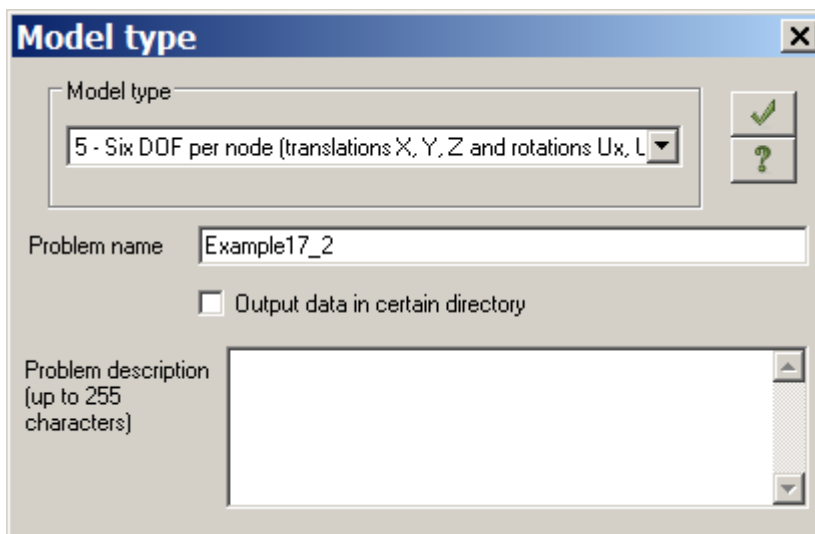 Model type
Model type
5 - Six DOF per node (translations X, Y, Z and rotations Ux, U
Problem name
Example17_2
Output data in certain directory
Problem description
(up to 255
characters)